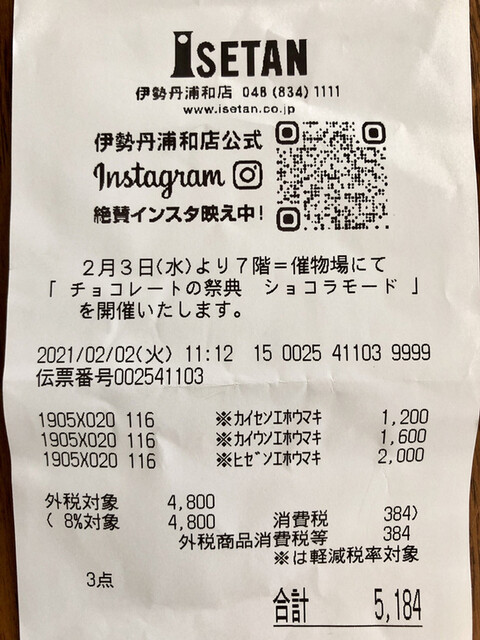 ISETAN
伊勢丹浦和店 048(834)1111
www.isetan.co.jp
伊勢丹浦和店公式
Instagram
絶賛インスタ映え中!
2月3日(水)より7階=催物場にて
「 チョコレートの祭典 ショコラモード 」
を開催いたします。
2021/02/02(火) 11:12 15 0025 41103 9999
伝票番号002541103
1905X020 116 ※カイセンエホウマキ 1,200
1905X020 116 ※カイウンエホウマキ 1,600
1905X020 116 ※ヒゼンエホウマキ 2,000
外税対象 4,800
( 8%対象 4,800 消費税 384)
外税商品消費税等 384
※は軽減税率対象
3点
合計 5,184